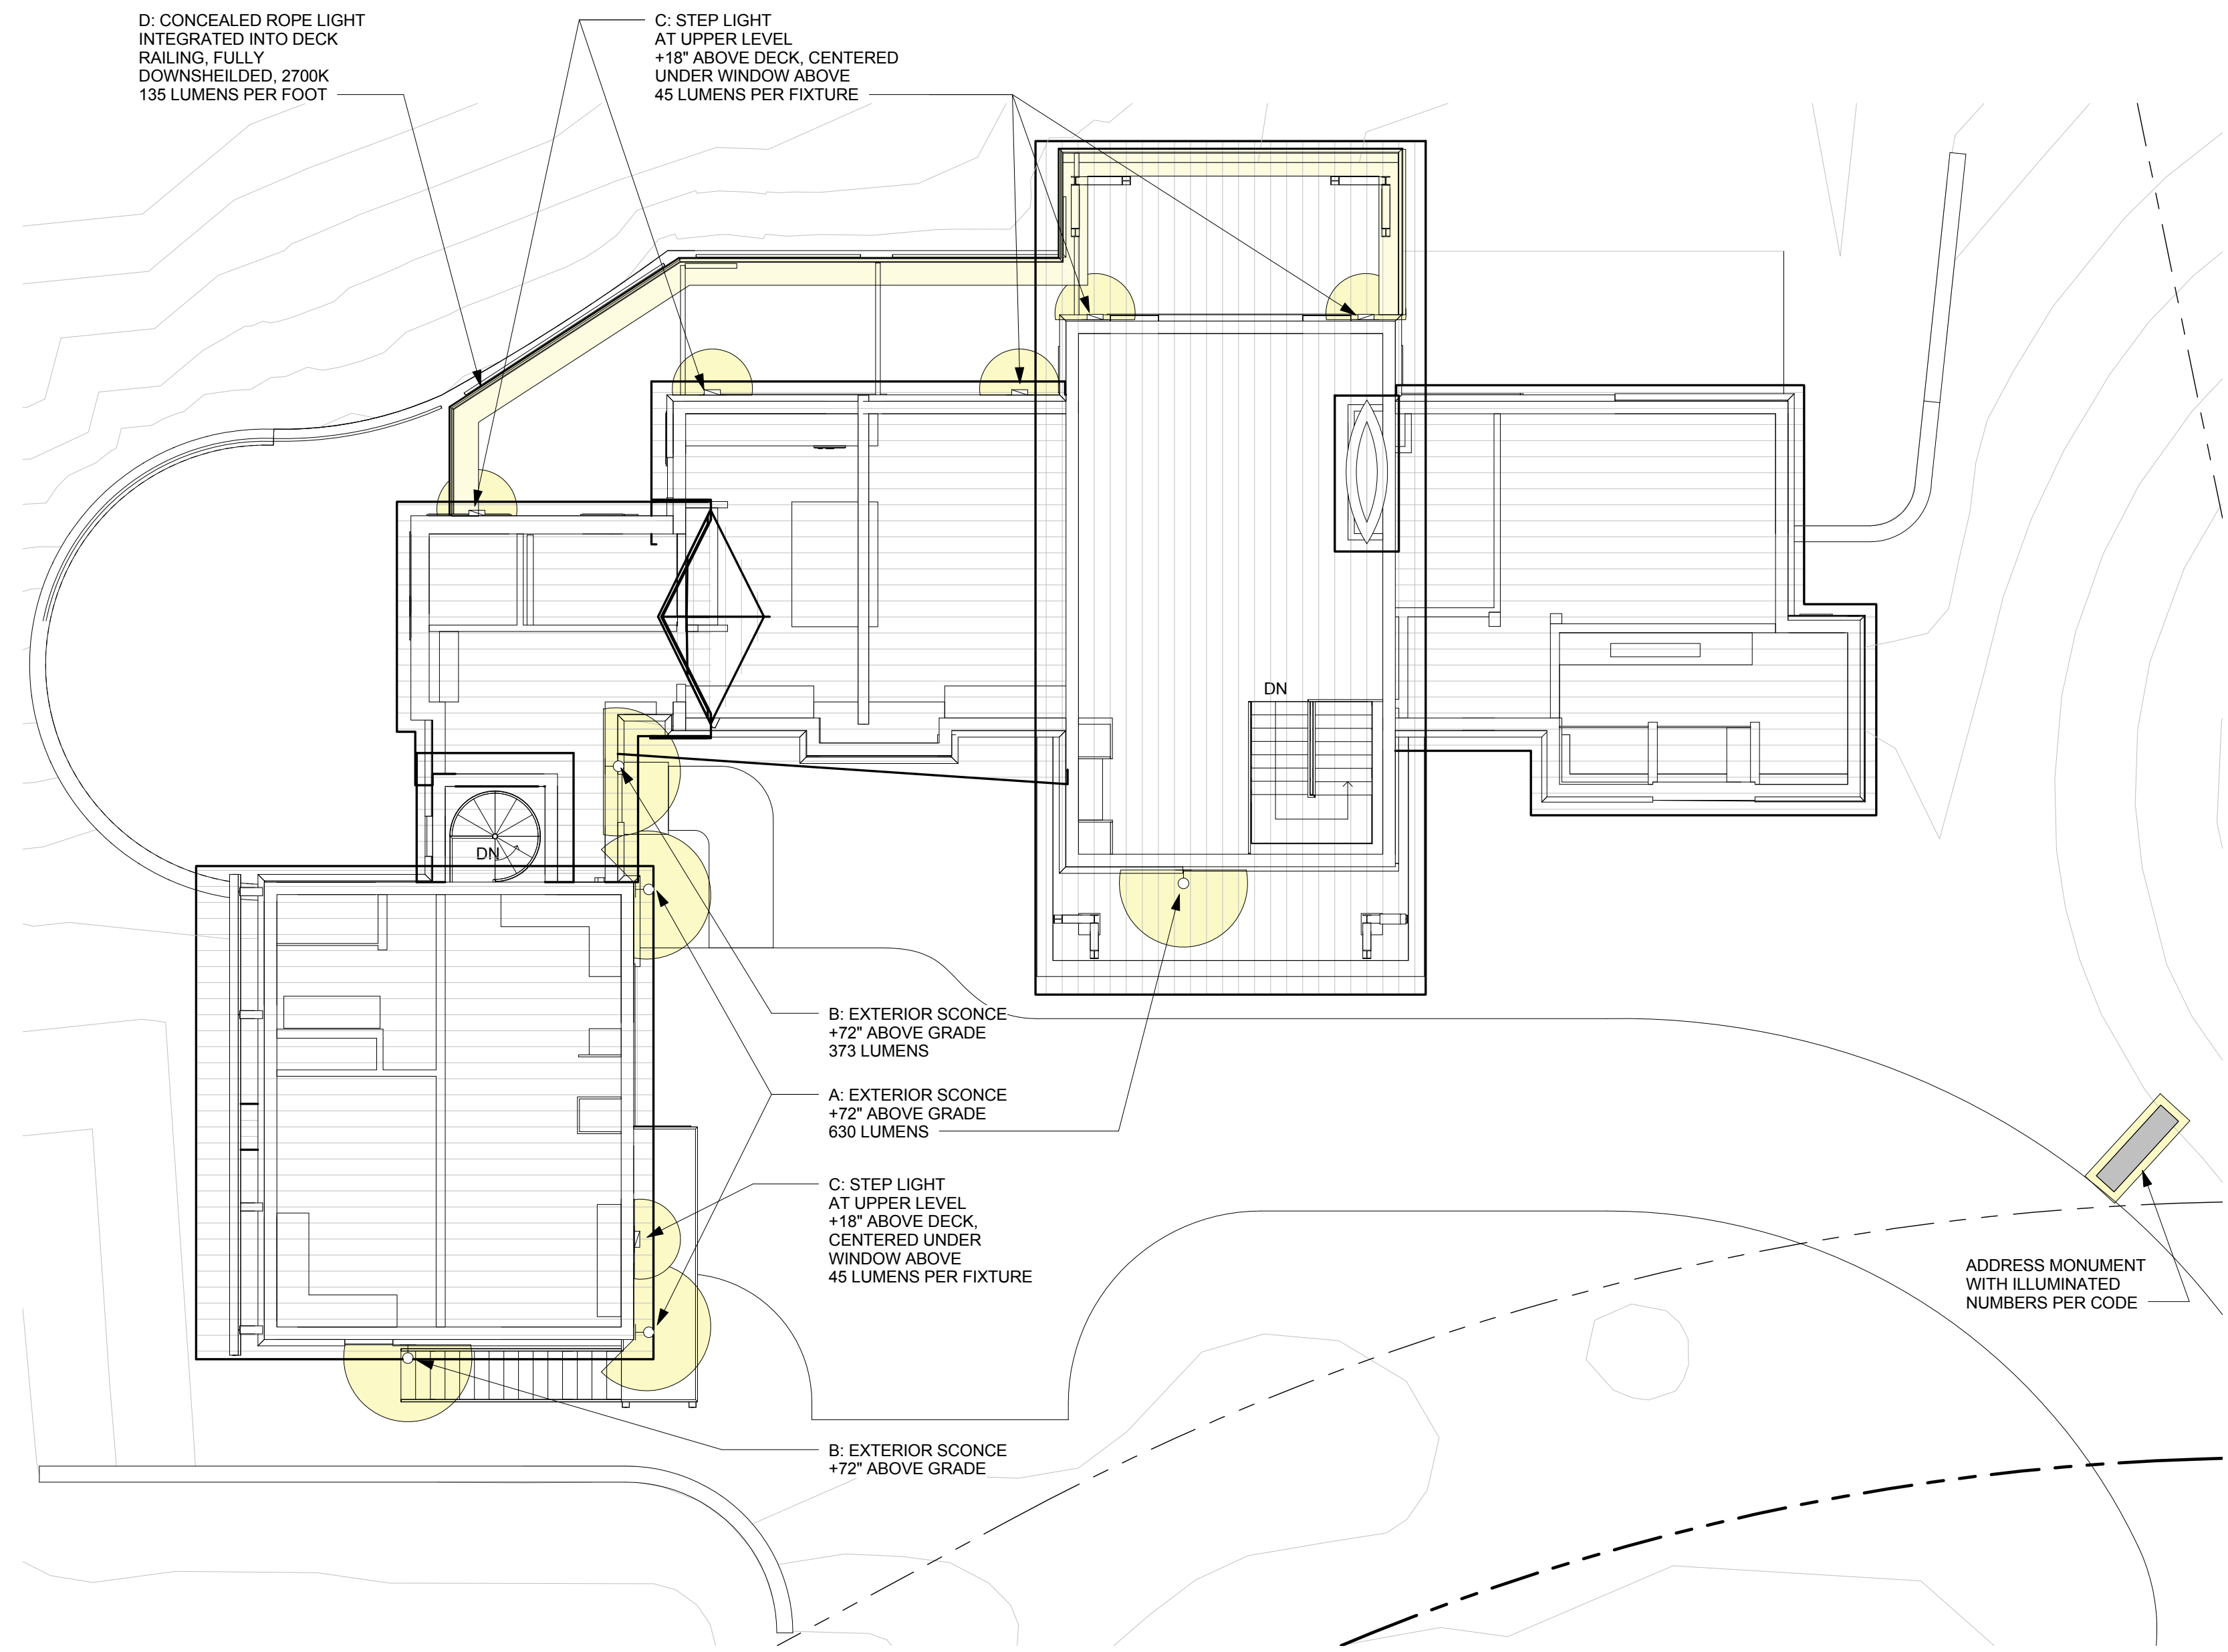 D: CONCEALED ROPE LIGHT
INTEGRATED INTO DECK
RAILING, FULLY
DOWNSHEILDED, 2700K
135 LUMENS PER FOOT
C: STEP LIGHT
AT UPPER LEVEL
+18" ABOVE DECK, CENTERED
UNDER WINDOW ABOVE
45 LUMENS PER FIXTURE
DN
DN
B: EXTERIOR SCONCE
+72" ABOVE GRADE
373 LUMENS
A: EXTERIOR SCONCE
+72" ABOVE GRADE
630 LUMENS
C: STEP LIGHT
AT UPPER LEVEL
+18" ABOVE DECK,
CENTERED UNDER
WINDOW ABOVE
45 LUMENS PER FIXTURE
ADDRESS MONUMENT
WITH ILLUMINATED
NUMBERS PER CODE
B: EXTERIOR SCONCE
+72" ABOVE GRADE